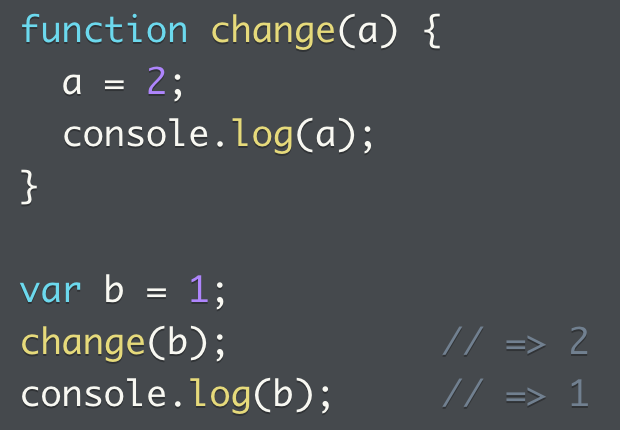 function change(a) {
  a = 2;
  console.log(a);
}

var b = 1;
change(b);          // => 2
console.log(b);     // => 1